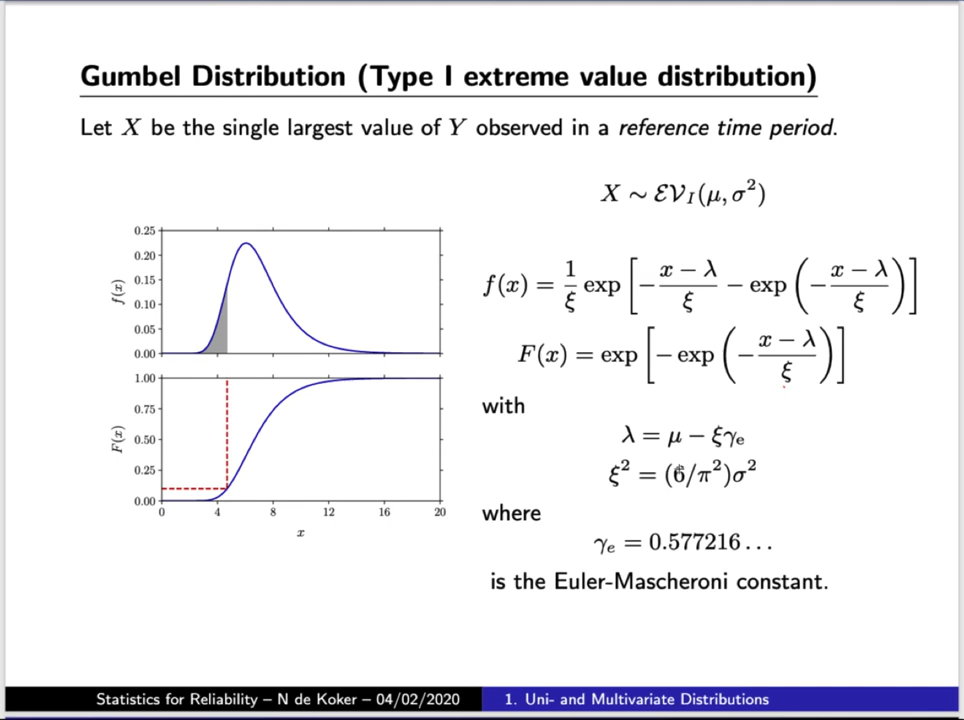 Gumbel Distribution (Type I extreme value distribution)
Let X be the single largest value of Y observed in a reference time period.
X ∼ ℰ𝒱_I(μ, σ²)
f(x) = 1/ξ exp[−(x − λ)/ξ − exp(−(x − λ)/ξ)]
F(x) = exp[−exp(−(x − λ)/ξ)]
with
λ = μ − ξγₑ
ξ² = (6/π²)σ²
where
γₑ = 0.577216...
is the Euler-Mascheroni constant.
f(x)
0.25
0.20
0.15
0.10
0.05
0.00
F(x)
1.00
0.75
0.50
0.25
0.00
0 4 8 12 16 20
x
Statistics for Reliability – N de Koker – 04/02/2020
1. Uni- and Multivariate Distributions